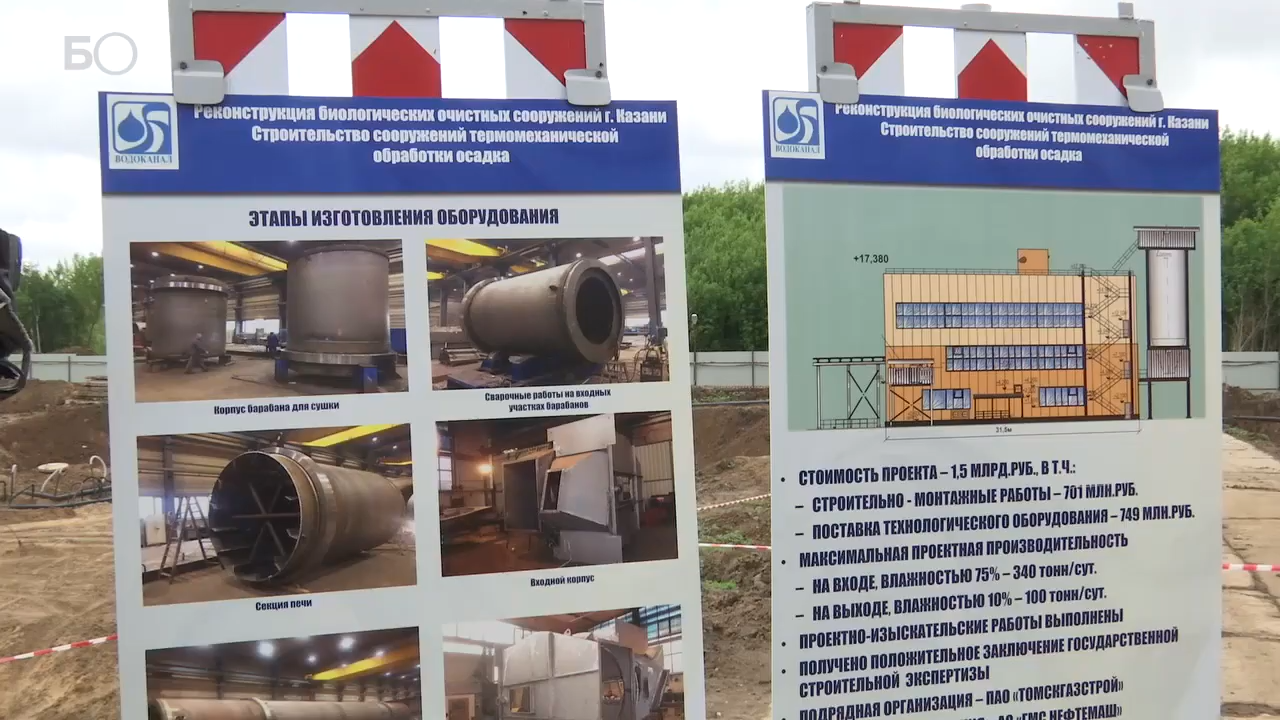 БО
Реконструкция биологических очистных сооружений г. Казани
Строительство сооружений термомеханической
обработки осадка
ВОДОКАНАЛ
ЭТАПЫ ИЗГОТОВЛЕНИЯ ОБОРУДОВАНИЯ
Корпус барабана для сушки
Сварочные работы на входных
участках барабанов
Секция печи
Входной корпус
Реконструкция биологических очистных сооружений г. Казани
Строительство сооружений термомеханической
обработки осадка
ВОДОКАНАЛ
+17,380
31,5м
• СТОИМОСТЬ ПРОЕКТА – 1,5 МЛРД.РУБ., В Т.Ч.:
– СТРОИТЕЛЬНО - МОНТАЖНЫЕ РАБОТЫ – 701 МЛН.РУБ.
– ПОСТАВКА ТЕХНОЛОГИЧЕСКОГО ОБОРУДОВАНИЯ – 749 МЛН.РУБ.
• МАКСИМАЛЬНАЯ ПРОЕКТНАЯ ПРОИЗВОДИТЕЛЬНОСТЬ
– НА ВХОДЕ, ВЛАЖНОСТЬЮ 75% – 340 ТОНН/СУТ.
– НА ВЫХОДЕ, ВЛАЖНОСТЬЮ 10% – 100 ТОНН/СУТ.
• ПРОЕКТНО-ИЗЫСКАТЕЛЬСКИЕ РАБОТЫ ВЫПОЛНЕНЫ
• ПОЛУЧЕНО ПОЛОЖИТЕЛЬНОЕ ЗАКЛЮЧЕНИЕ ГОСУДАРСТВЕННОЙ
СТРОИТЕЛЬНОЙ ЭКСПЕРТИЗЫ
• ПОДРЯДНАЯ ОРГАНИЗАЦИЯ – ПАО «ТОМСКГАЗСТРОЙ»
– АО «ГМС НЕФТЕМАШ»